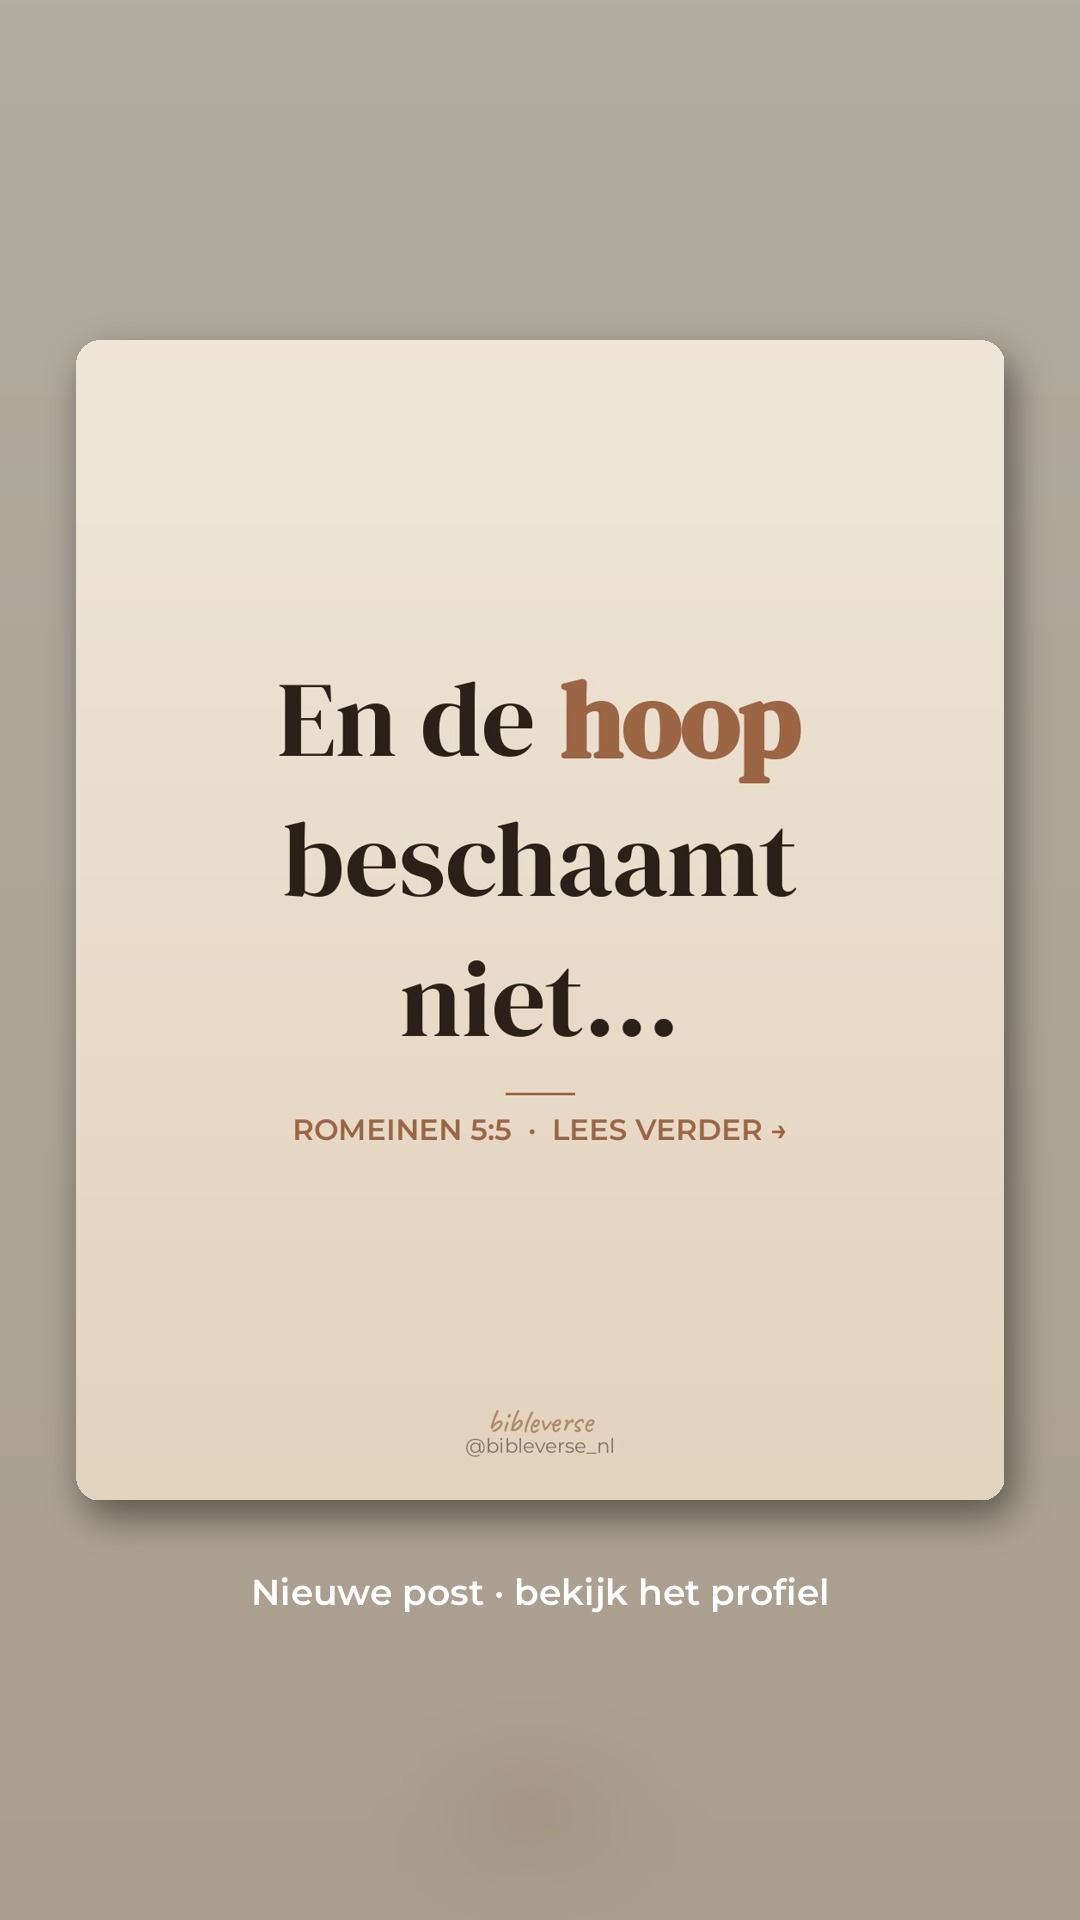 En de hoop
beschaamt
niet...
ROMEINEN 5:5 · LEES VERDER →
bibleverse
@bibleverse_nl
Nieuwe post · bekijk het profiel